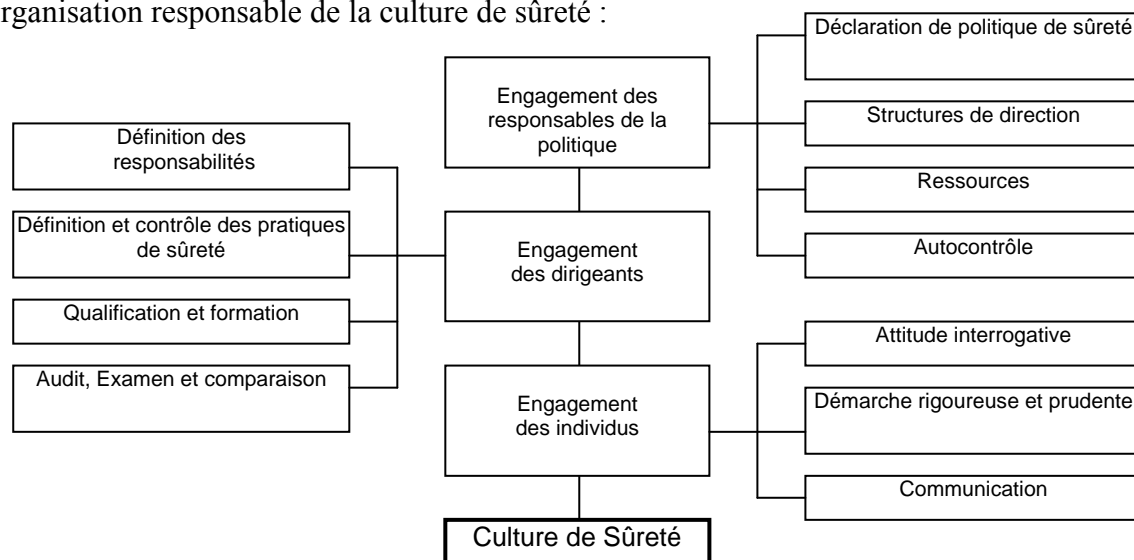 rganisation responsable de la culture de sûreté :
Déclaration de politique de sûreté
Engagement des
responsables de la
politique
Structures de direction
Ressources
Autocontrôle
Définition des
responsabilités
Définition et contrôle des pratiques
de sûreté
Qualification et formation
Audit, Examen et comparaison
Engagement
des dirigeants
Engagement
des individus
Attitude interrogative
Démarche rigoureuse et prudente
Communication
Culture de Sûreté